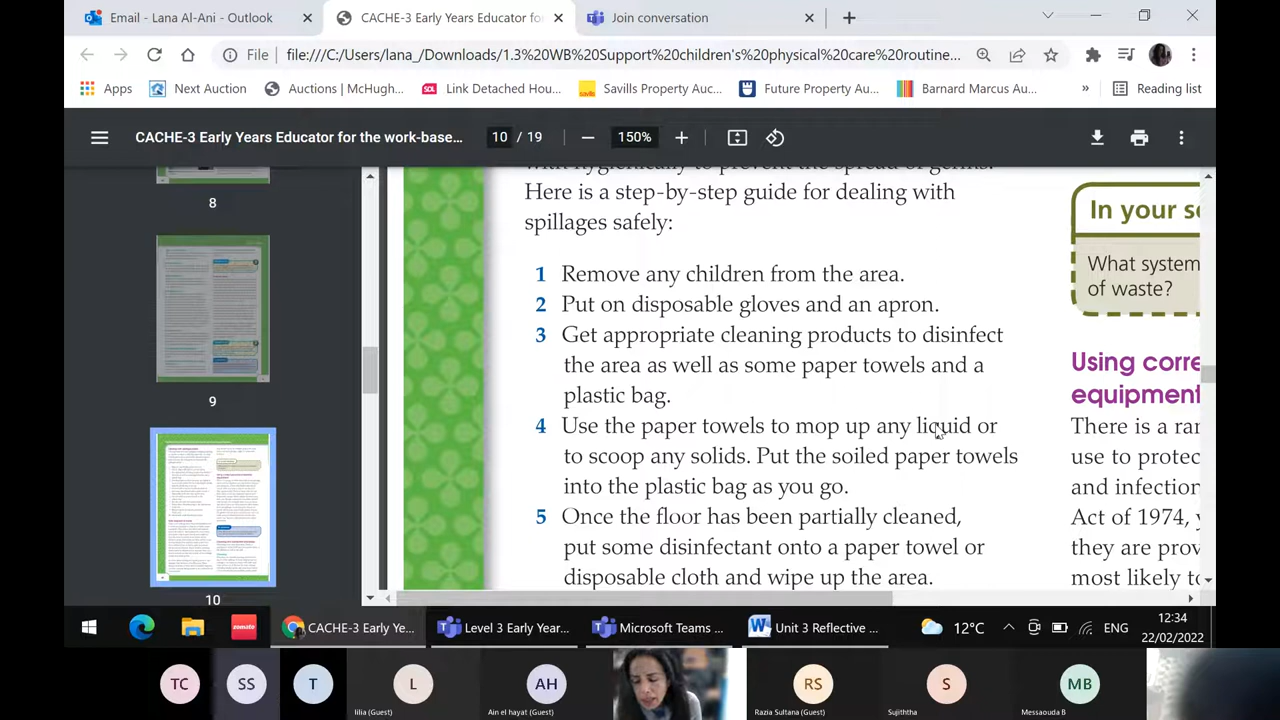 Email - Lana Al-Ani - Outlook
CACHE-3 Early Years Educator for
Join conversation
File
file:///C:/Users/lana_/Downloads/1.3%20WB%20Support%20children's%20physical%20care%20routine...
Apps
Next Auction
Auctions | McHugh...
SDL
Link Detached Hou...
savills
Savills Property Auc...
Future Property Au...
Barnard Marcus Au...
»
Reading list
CACHE-3 Early Years Educator for the work-base...
10 / 19
150%
8
9
10
Here is a step-by-step guide for dealing with
spillages safely:
1 Remove any children from the area.
2 Put on disposable gloves and an apron.
3 Get appropriate cleaning products to disinfect
the area as well as some paper towels and a
plastic bag.
4 Use the paper towels to mop up any liquid or
to scoop any solids. Put the soiled paper towels
into the plastic bag as you go.
5 Once the floor has been partially cleaned,
put some disinfectant onto a paper towel or
disposable cloth and wipe up the area.
In your se
What system
of waste?
Using corre
equipment
There is a ran
use to protec
and infection
Act of 1974, y
they are prov
most likely to
zomato
CACHE-3 Early Ye...
Level 3 Early Year...
Microsoft Teams ...
Unit 3 Reflective ...
12°C
ENG
12:34
22/02/2022
TC
SS
T
L
AH
RS
S
MB
lilia (Guest)
Ain el hayat (Guest)
Razia Sultana (Guest)
Sujiththa
Messaouda B